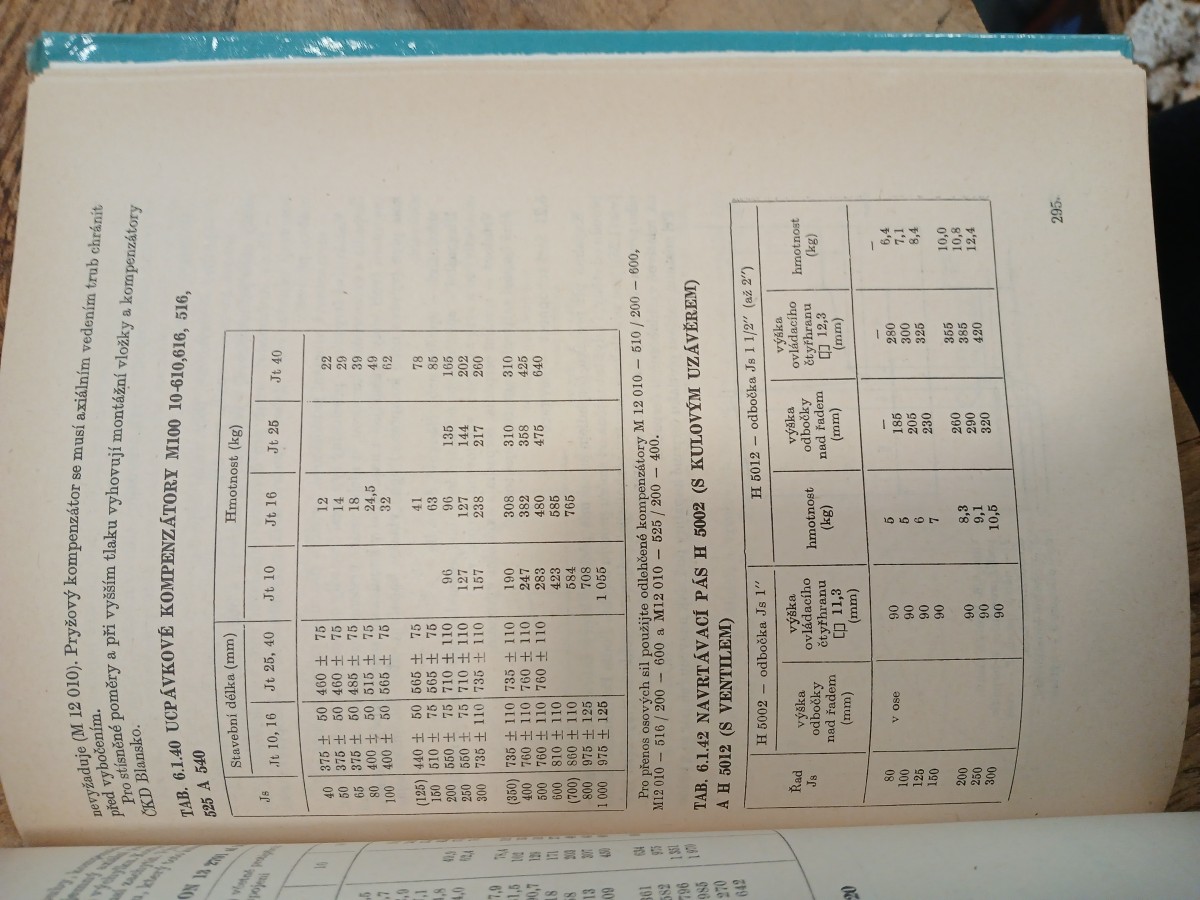 nevyžaduje (M 12 010). Pryžový kompenzátor se musí axiálním vedením trub chránit
před vybočením.
Pro stísněné poměry a při vyšším tlaku vyhovují montážní vložky a kompenzátory
ČKD Blansko.
TAB. 6.1.40 UCPÁVKOVÉ KOMPENZÁTORY M100 10-610,616, 516,
525 A 540
Js Stavební délka (mm) Hmotnost (kg)
Jt 10, 16 Jt 25, 40 Jt 10 Jt 16 Jt 25 Jt 40
40 375 ± 50 460 ± 75 12 22
50 375 ± 50 460 ± 75 14 29
65 375 ± 50 485 ± 75 18 39
80 400 ± 50 515 ± 75 24,5 49
100 400 ± 50 565 ± 75 32 62
(125) 440 ± 50 565 ± 75 41 78
150 510 ± 75 565 ± 75 63 85
200 550 ± 75 710 ± 110 96 96 135 165
250 550 ± 75 710 ± 110 127 127 144 202
300 735 ± 110 735 ± 110 157 238 217 260
(350) 735 ± 110 735 ± 110 190 308 310 310
400 760 ± 110 760 ± 110 247 382 358 425
500 760 ± 110 760 ± 110 283 480 475 640
600 810 ± 110 423 585
(700) 860 ± 110 584 765
800 975 ± 125 708
1 000 975 ± 125 1 055
Pro přenos osových sil použijte odlehčené kompenzátory M 12 010 — 510 / 200 — 600,
M12 010 — 516 / 200 — 600 a M12 010 — 525 / 200 — 400.
TAB. 6.1.42 NAVRTÁVACÍ PÁS H 5002 (S KULOVÝM UZÁVĚREM)
A H 5012 (S VENTILEM)
Řad Js H 5002 — odbočka Js 1″ H 5012 — odbočka Js 1 1/2″ (až 2″)
výška odbočky nad řadem (mm) výška ovládacího čtyřhranu 11,3 (mm) hmotnost (kg) výška odbočky nad řadem (mm) výška ovládacího čtyřhranu 12,3 (mm) hmotnost (kg)
80 v ose 90 5 — — —
100 90 5 185 280 6,4
125 90 6 205 300 7,1
150 90 7 230 325 8,4
200 90 8,3 260 355 10,0
250 90 9,1 290 385 10,8
300 90 10,5 320 420 12,4
295